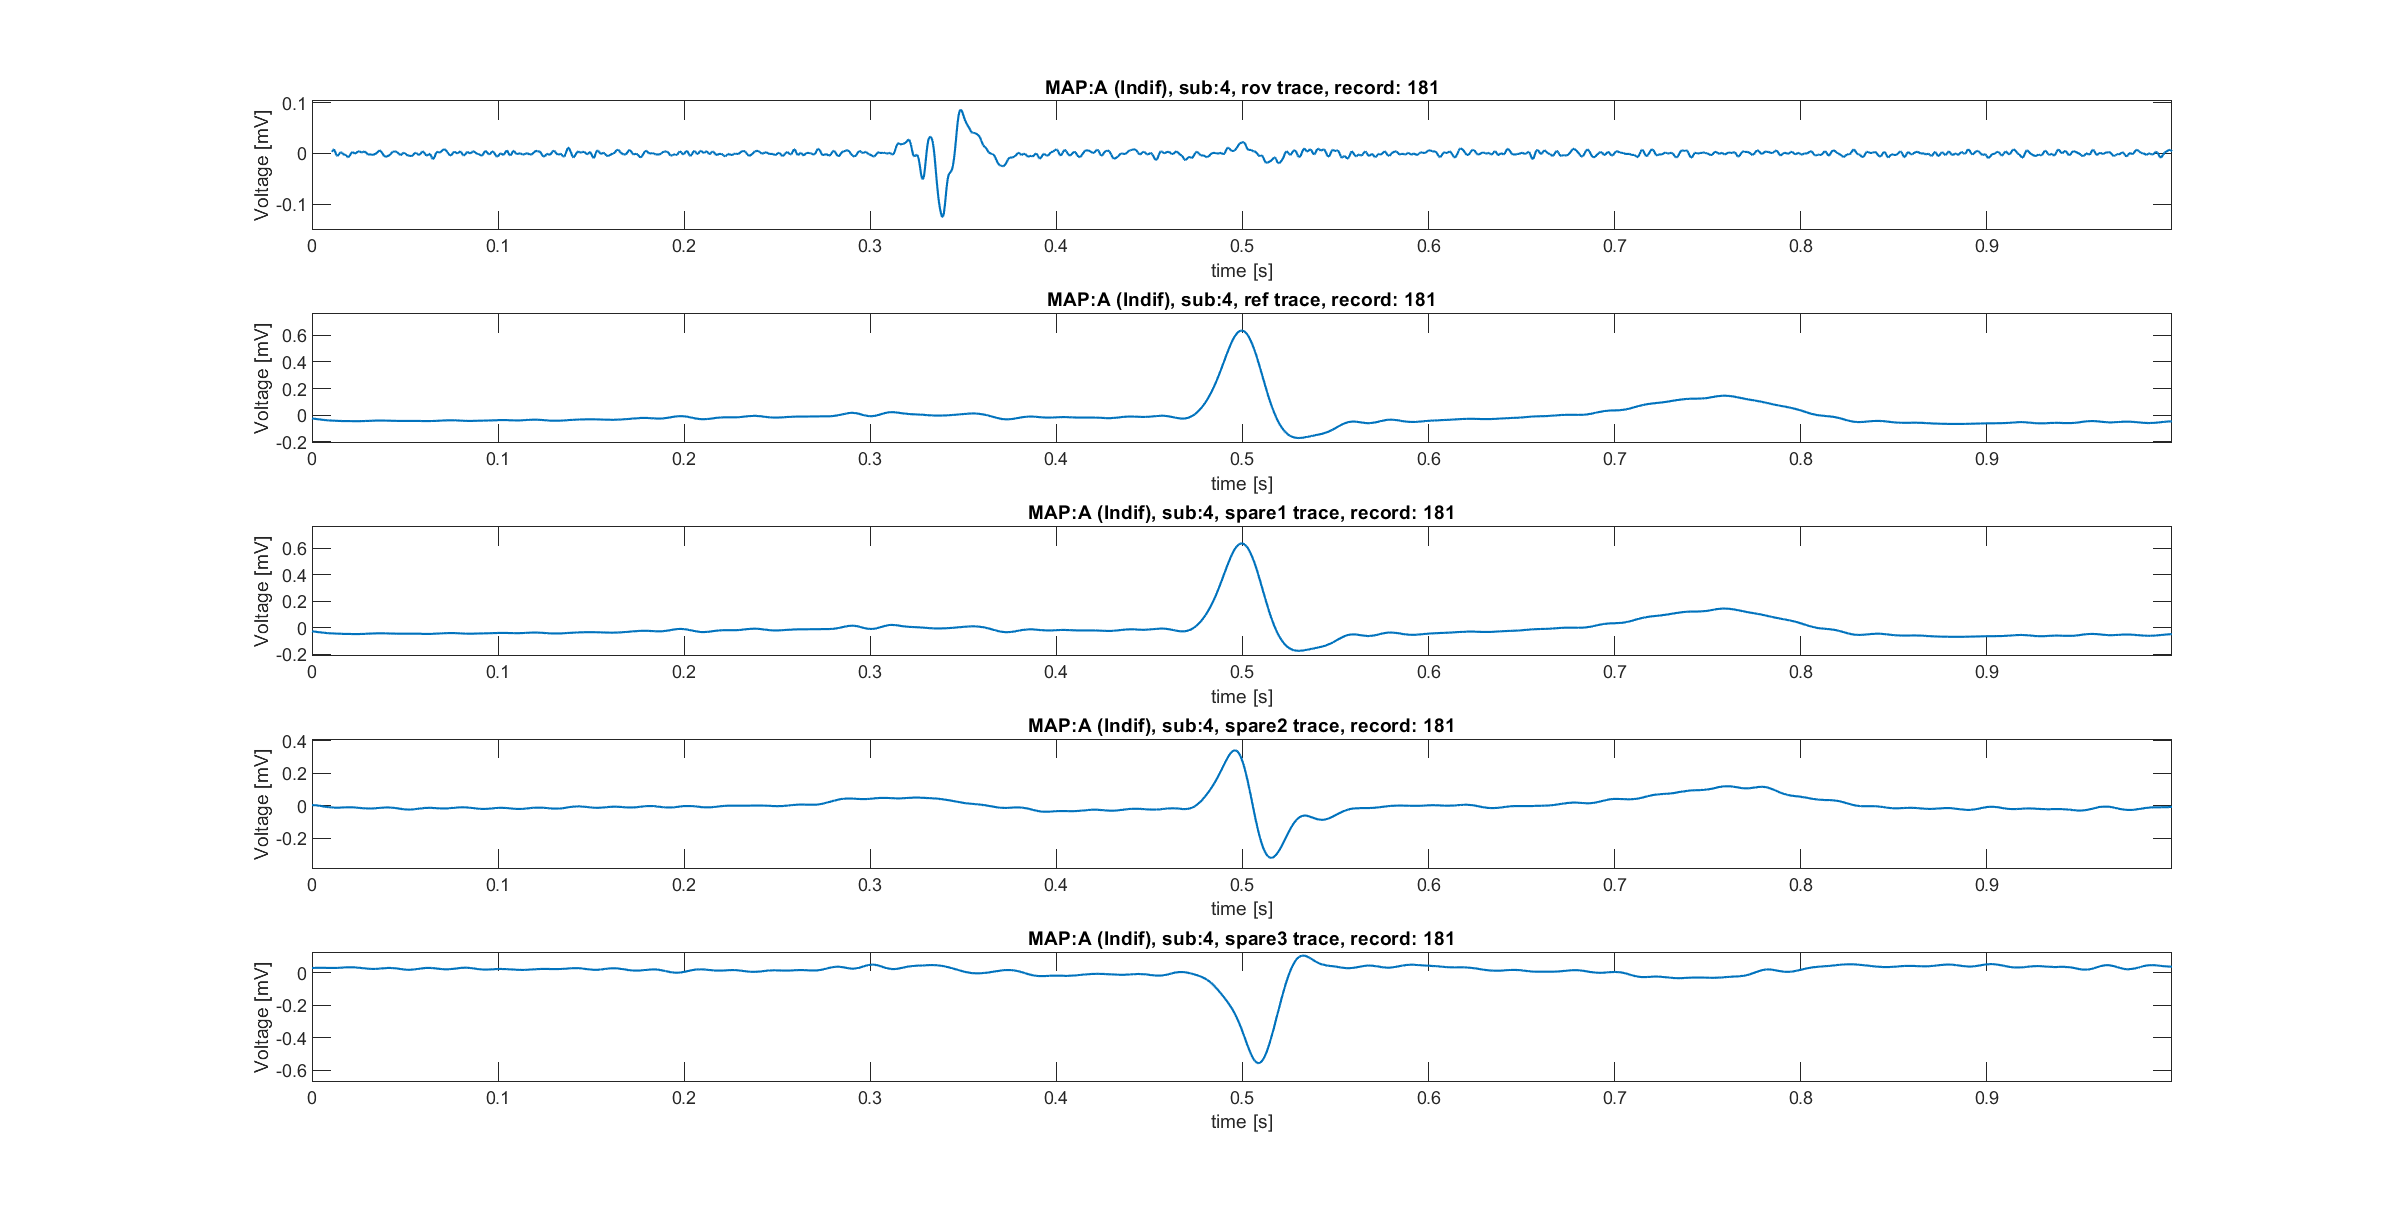 MAP:A (Indif), sub:4, rov trace, record: 181
Voltage [mV]
0.1
0
-0.1
0 0.1 0.2 0.3 0.4 0.5 0.6 0.7 0.8 0.9
time [s]
MAP:A (Indif), sub:4, ref trace, record: 181
Voltage [mV]
0.6
0.4
0.2
0
-0.2
0 0.1 0.2 0.3 0.4 0.5 0.6 0.7 0.8 0.9
time [s]
MAP:A (Indif), sub:4, spare1 trace, record: 181
Voltage [mV]
0.6
0.4
0.2
0
-0.2
0 0.1 0.2 0.3 0.4 0.5 0.6 0.7 0.8 0.9
time [s]
MAP:A (Indif), sub:4, spare2 trace, record: 181
Voltage [mV]
0.4
0.2
0
-0.2
0 0.1 0.2 0.3 0.4 0.5 0.6 0.7 0.8 0.9
time [s]
MAP:A (Indif), sub:4, spare3 trace, record: 181
Voltage [mV]
0
-0.2
-0.4
-0.6
0 0.1 0.2 0.3 0.4 0.5 0.6 0.7 0.8 0.9
time [s]